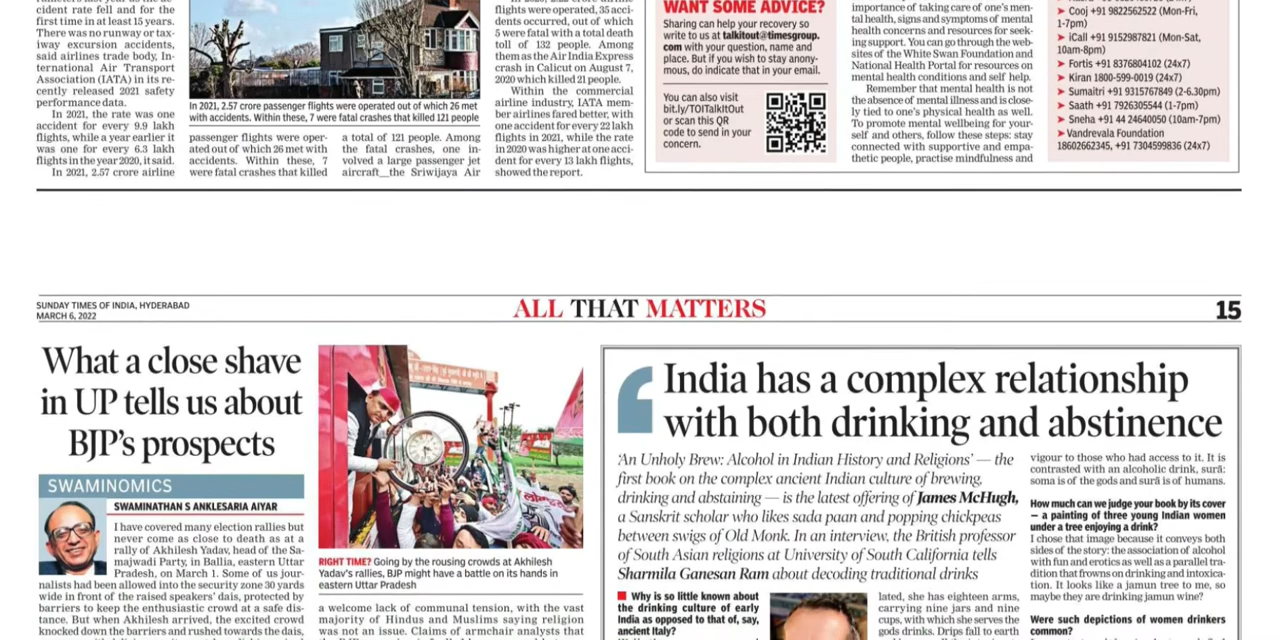 cident rate fell and for the
first time in at least 15 years.
There was no runway or tax-
iway excursion accidents,
said airlines trade body, In-
ternational Air Transport
Association (IATA) in its re-
cently released 2021 safety
performance data.
In 2021, the rate was one
accident for every 9.9 lakh
flights, while a year earlier it
was one for every 6.3 lakh
flights in the year 2020, it said.
In 2021, 2.57 crore airline
In 2021, 2.57 crore passenger flights were operated out of which 26 met
with accidents. Within these, 7 were fatal crashes that killed 121 people
passenger flights were oper-
ated out of which 26 met with
accidents. Within these, 7
were fatal crashes that killed
a total of 121 people. Among
the fatal crashes, one in-
volved a large passenger jet
aircraft__the Sriwijaya Air
flights were operated, 35 acci-
dents occurred, out of which
5 were fatal with a total death
toll of 132 people. Among
them as the Air India Express
crash in Calicut on August 7,
2020 which killed 21 people.
Within the commercial
airline industry, IATA mem-
ber airlines fared better, with
one accident for every 22 lakh
flights in 2021, while the rate
in 2020 was higher at one acci-
dent for every 13 lakh flights,
showed the report.
WANT SOME ADVICE?
Sharing can help your recovery so
write to us at talkitout@timesgroup.
com with your question, name and
place. But if you wish to stay anony-
mous, do indicate that in your email.
You can also visit
bit.ly/TOITalkItOut
or scan this QR
code to send in your
concern.
importance of taking care of one's men-
tal health, signs and symptoms of mental
health concerns and resources for seek-
ing support. You can go through the web-
sites of the White Swan Foundation and
National Health Portal for resources on
mental health conditions and self help.
Remember that mental health is not
the absence of mental illness and is close-
ly tied to one's physical health as well.
To promote mental wellbeing for your-
self and others, follow these steps: stay
connected with supportive and empa-
thetic people, practise mindfulness and
➤ Cooj +91 9822562522 (Mon-Fri,
1-7pm)
➤ iCall +91 9152987821 (Mon-Sat,
10am-8pm)
➤ Fortis +91 8376804102 (24x7)
➤ Kiran 1800-599-0019 (24x7)
➤ Sumaitri +91 9315767849 (2-6.30pm)
➤ Saath +91 7926305544 (1-7pm)
➤ Sneha +91 44 24640050 (10am-7pm)
➤ Vandrevala Foundation
18602662345, +91 7304599836 (24x7)
SUNDAY TIMES OF INDIA, HYDERABAD
MARCH 6, 2022
ALL THAT MATTERS
15
What a close shave
in UP tells us about
BJP's prospects
SWAMINOMICS
SWAMINATHAN S ANKLESARIA AIYAR
I have covered many election rallies but
never come as close to death as at a
rally of Akhilesh Yadav, head of the Sa-
majwadi Party, in Ballia, eastern Uttar
Pradesh, on March 1. Some of us jour-
nalists had been allowed into the security zone 30 yards
wide in front of the raised speakers' dais, protected by
barriers to keep the enthusiastic crowd at a safe dis-
tance. But when Akhilesh arrived, the excited crowd
knocked down the barriers and rushed towards the dais,
RIGHT TIME? Going by the rousing crowds at Akhilesh
Yadav's rallies, BJP might have a battle on its hands in
eastern Uttar Pradesh
a welcome lack of communal tension, with the vast
majority of Hindus and Muslims saying religion
was not an issue. Claims of armchair analysts that
India has a complex relationship
with both drinking and abstinence
'An Unholy Brew: Alcohol in Indian History and Religions' — the
first book on the complex ancient Indian culture of brewing,
drinking and abstaining — is the latest offering of James McHugh,
a Sanskrit scholar who likes sada paan and popping chickpeas
between swigs of Old Monk. In an interview, the British professor
of South Asian religions at University of South California tells
Sharmila Ganesan Ram about decoding traditional drinks
Why is so little known about
the drinking culture of early
India as opposed to that of, say,
ancient Italy?
lated, she has eighteen arms,
carrying nine jars and nine
cups, with which she serves the
gods drinks. Drips fall to earth
vigour to those who had access to it. It is
contrasted with an alcoholic drink, surā:
soma is of the gods and surā is of humans.
How much can we judge your book by its cover
— a painting of three young Indian women
under a tree enjoying a drink?
I chose that image because it conveys both
sides of the story: the association of alcohol
with fun and erotics as well as a parallel tra-
dition that frowns on drinking and intoxica-
tion. It looks like a jamun tree to me, so
maybe they are drinking jamun wine?
Were such depictions of women drinkers
common?